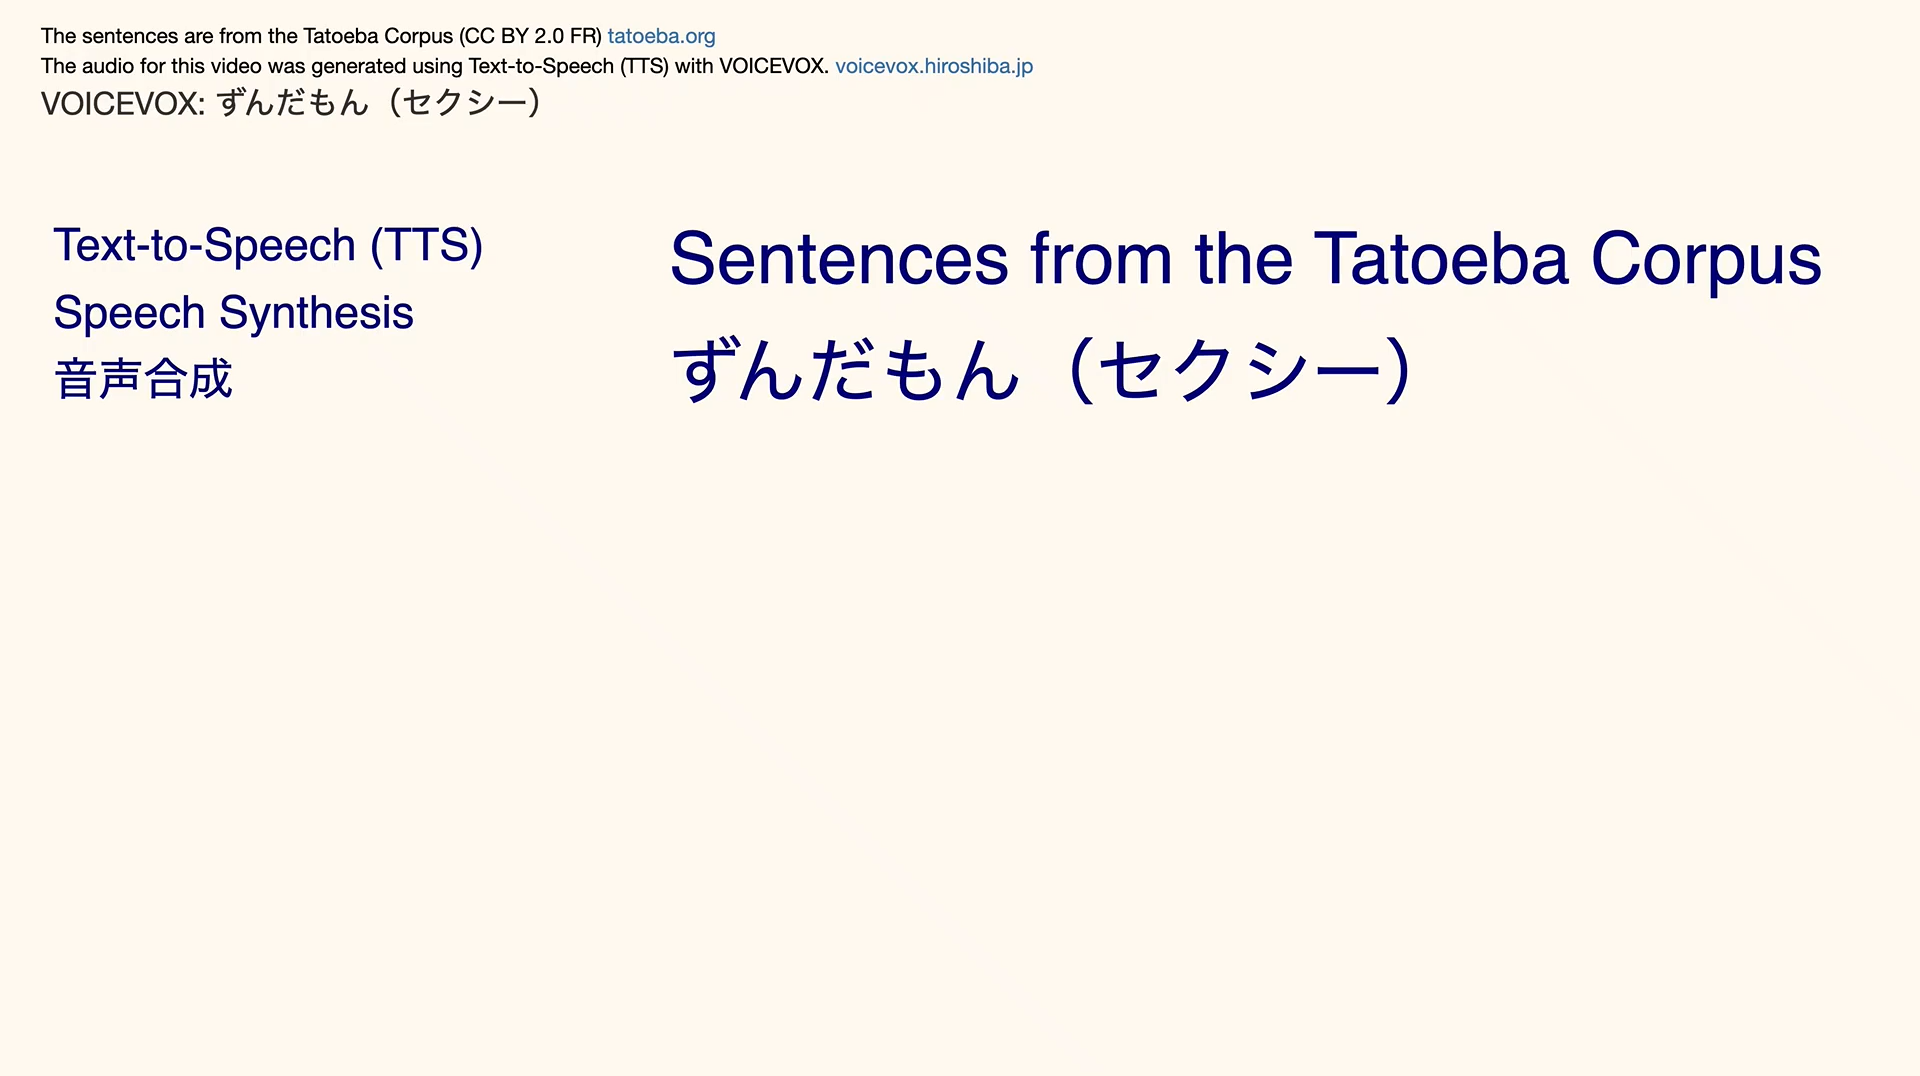 The sentences are from the Tatoeba Corpus (CC BY 2.0 FR) tatoeba.org
The audio for this video was generated using Text-to-Speech (TTS) with VOICEVOX. voicevox.hiroshiba.jp
VOICEVOX: ずんだもん（セクシー）
Text-to-Speech (TTS)
Speech Synthesis
音声合成
Sentences from the Tatoeba Corpus
ずんだもん（セクシー）